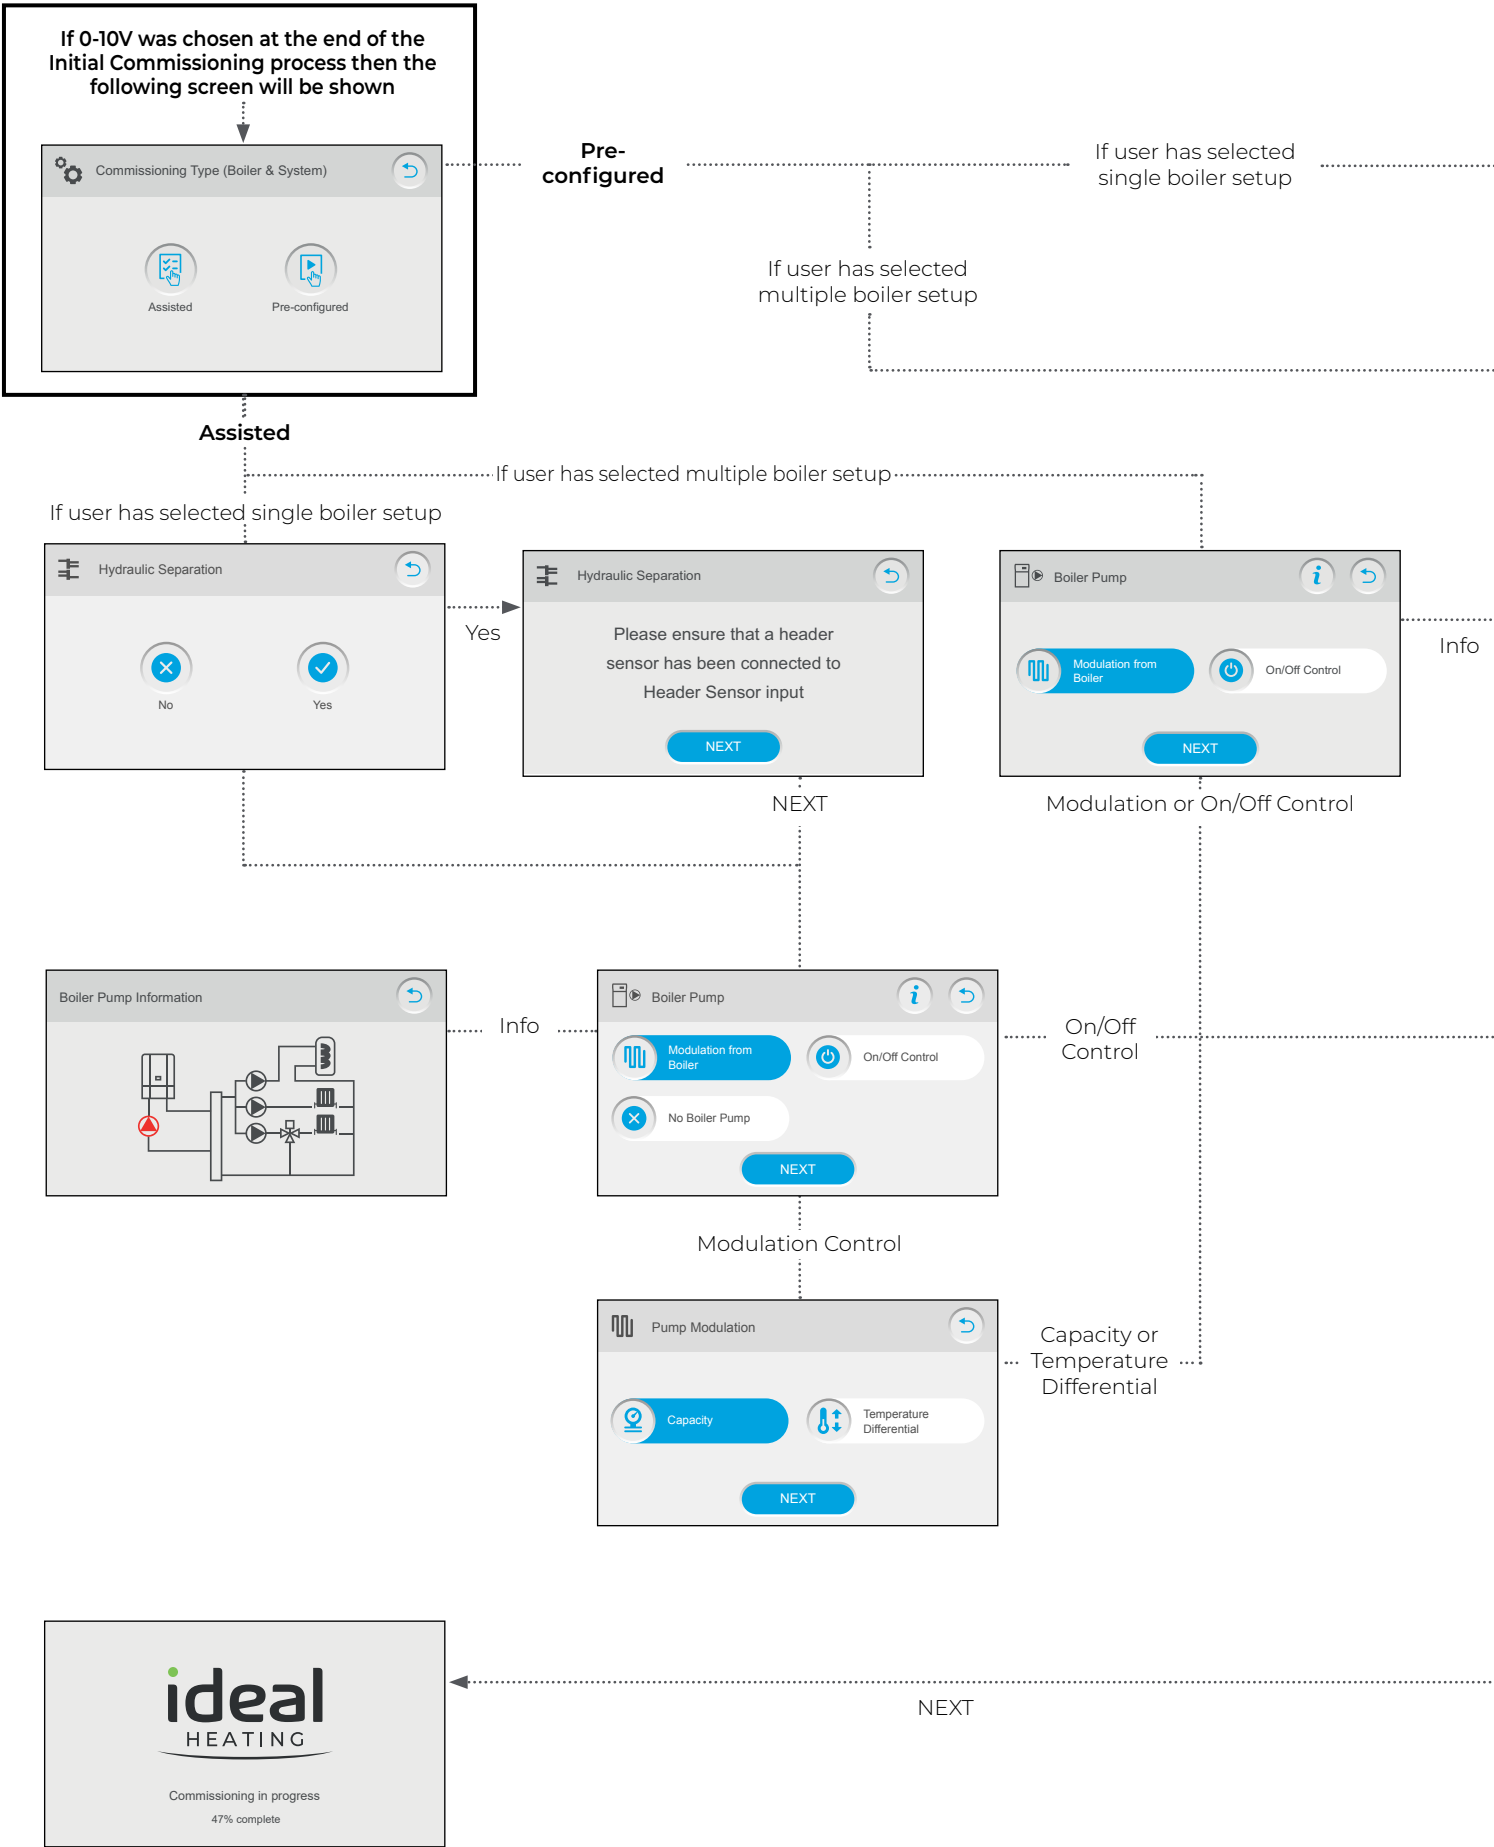 If 0-10V was chosen at the end of the
Initial Commissioning process then the
following screen will be shown
Commissioning Type (Boiler & System)
Assisted
Pre-configured
Pre-
configured
If user has selected
single boiler setup
If user has selected
multiple boiler setup
Assisted
If user has selected multiple boiler setup
If user has selected single boiler setup
Hydraulic Separation
No
Yes
Yes
Hydraulic Separation
Please ensure that a header
sensor has been connected to
Header Sensor input
NEXT
Boiler Pump
i
Modulation from
Boiler
On/Off Control
NEXT
Info
NEXT
Modulation or On/Off Control
Boiler Pump Information
Info
Boiler Pump
i
Modulation from
Boiler
On/Off Control
No Boiler Pump
NEXT
On/Off
Control
Modulation Control
Pump Modulation
Capacity
Temperature
Differential
NEXT
Capacity or
Temperature
Differential
ideal
HEATING
Commissioning in progress
47% complete
NEXT